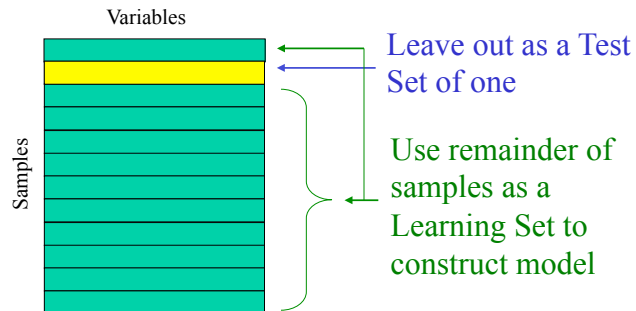 Variables
Samples
Leave out as a Test
Set of one
Use remainder of
samples as a
Learning Set to
construct model